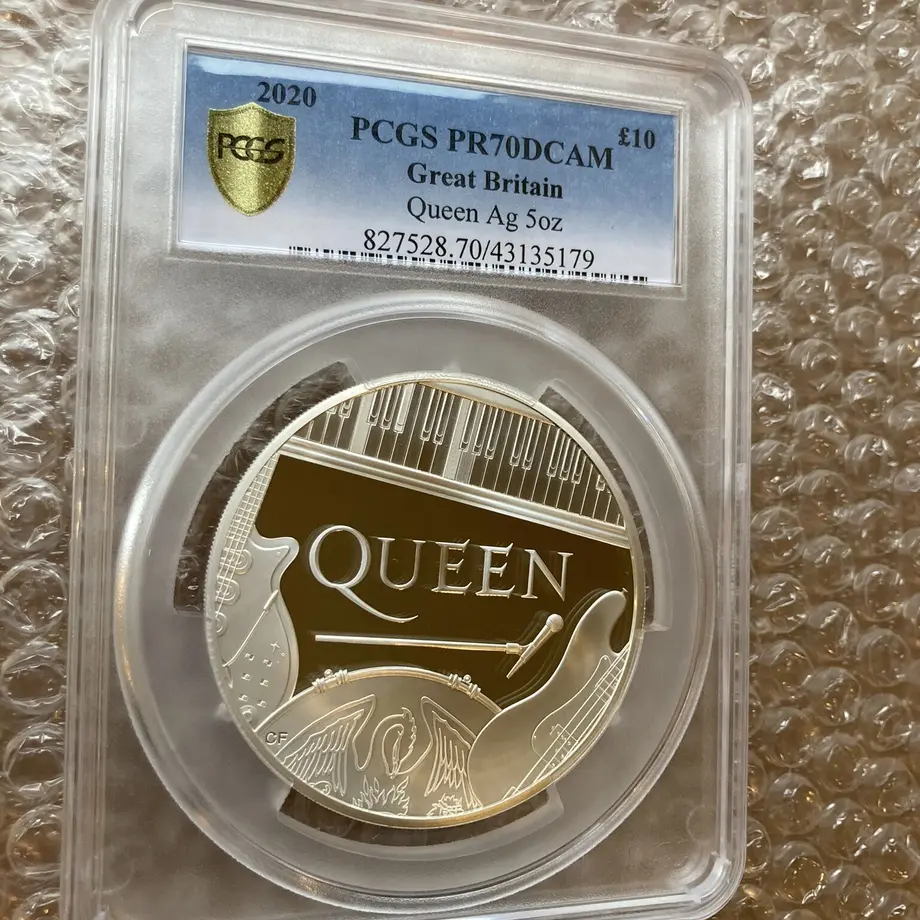 2020
PCGS
PCGS PR70DCAM
£10
Great Britain
Queen Ag 5oz
827528.70/43135179
QUEEN
CF